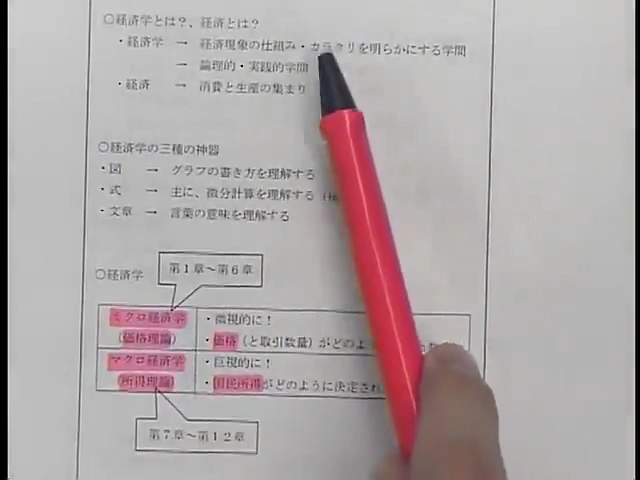 ○経済学とは?、経済とは?
・経済学 → 経済現象の仕組み・カラクリを明らかにする学問
→ 論理的・実践的学問
・経済 → 消費と生産の集まり
○経済学の三種の神器
・図 → グラフの書き方を理解する
・式 → 主に、微分計算を理解する
・文章 → 言葉の意味を理解する
○経済学
第1章～第6章
ミクロ経済学 ・微視的に!
(価格理論) ・価格(と取引数量)がどのよ
マクロ経済学 ・巨視的に!
(所得理論) ・国民所得がどのように決定され
第7章～第12章